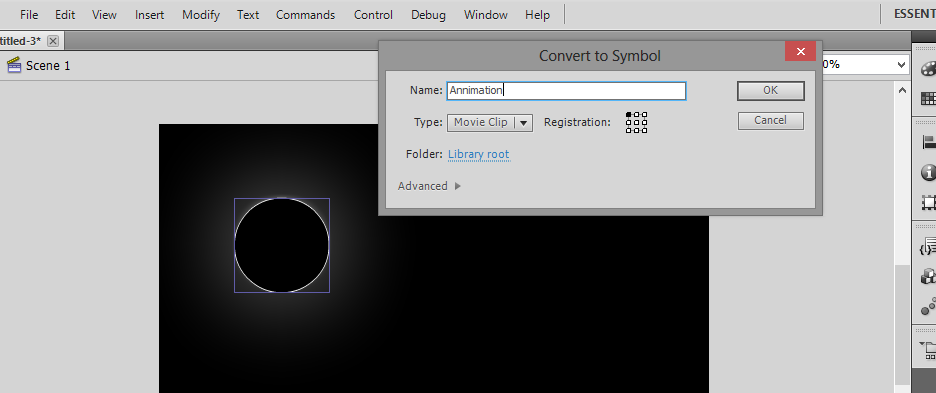 File Edit View Insert Modify Text Commands Control Debug Window Help ESSENT
titled-3*
Scene 1
0%
Convert to Symbol
Name: Annimation OK
Type: Movie Clip Registration: Cancel
Folder: Library root
Advanced